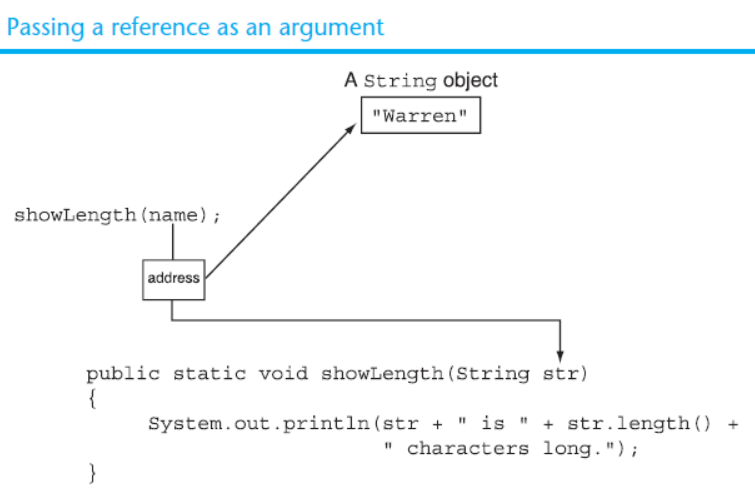 Passing a reference as an argument
A String object
"Warren"
showLength(name);
address
public static void showLength(String str)
{
System.out.println(str + " is " + str.length() +
" characters long.");
}